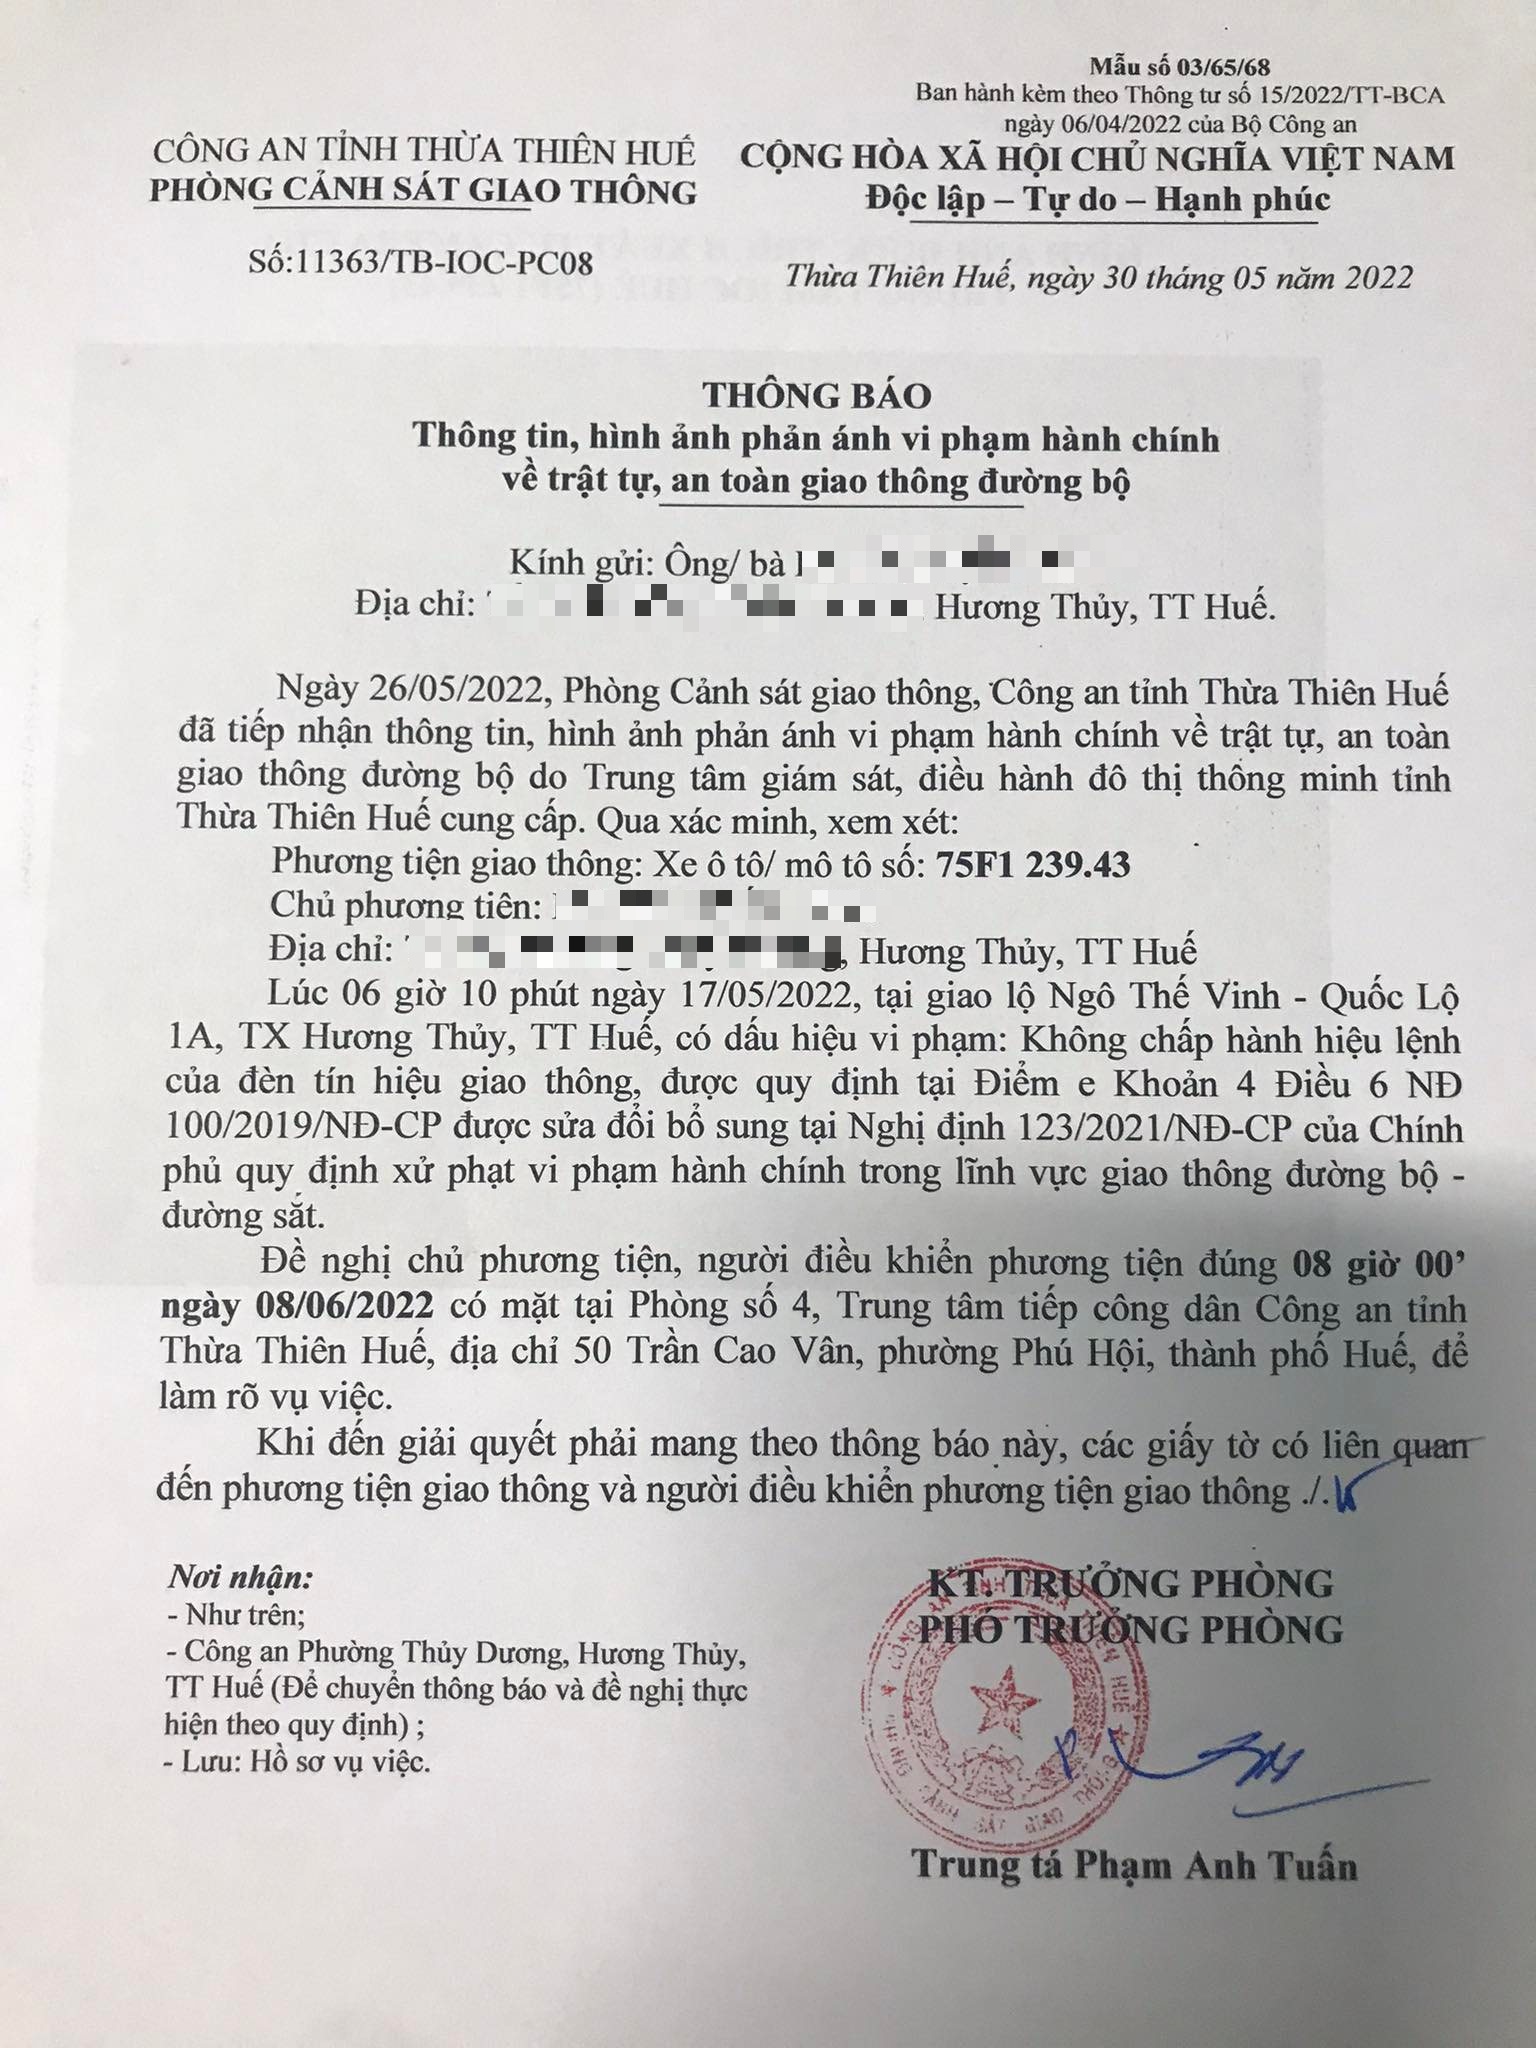 Mẫu số 03/65/68
Ban hành kèm theo Thông tư số 15/2022/TT-BCA
ngày 06/04/2022 của Bộ Công an
CÔNG AN TỈNH THỪA THIÊN HUẾ
PHÒNG CẢNH SÁT GIAO THÔNG
CỘNG HÒA XÃ HỘI CHỦ NGHĨA VIỆT NAM
Độc lập – Tự do – Hạnh phúc
Số:11363/TB-IOC-PC08
Thừa Thiên Huế, ngày 30 tháng 05 năm 2022
THÔNG BÁO
Thông tin, hình ảnh phản ánh vi phạm hành chính
về trật tự, an toàn giao thông đường bộ
Kính gửi: Ông/ bà
Địa chỉ: Hương Thủy, TT Huế.
Ngày 26/05/2022, Phòng Cảnh sát giao thông, Công an tỉnh Thừa Thiên Huế
đã tiếp nhận thông tin, hình ảnh phản ánh vi phạm hành chính về trật tự, an toàn
giao thông đường bộ do Trung tâm giám sát, điều hành đô thị thông minh tỉnh
Thừa Thiên Huế cung cấp. Qua xác minh, xem xét:
Phương tiện giao thông: Xe ô tô/ mô tô số: 75F1 239.43
Chủ phương tiện:
Địa chỉ: , Hương Thủy, TT Huế
Lúc 06 giờ 10 phút ngày 17/05/2022, tại giao lộ Ngô Thế Vinh - Quốc Lộ
1A, TX Hương Thủy, TT Huế, có dấu hiệu vi phạm: Không chấp hành hiệu lệnh
của đèn tín hiệu giao thông, được quy định tại Điểm e Khoản 4 Điều 6 NĐ
100/2019/NĐ-CP được sửa đổi bổ sung tại Nghị định 123/2021/NĐ-CP của Chính
phủ quy định xử phạt vi phạm hành chính trong lĩnh vực giao thông đường bộ -
đường sắt.
Đề nghị chủ phương tiện, người điều khiển phương tiện đúng 08 giờ 00’
ngày 08/06/2022 có mặt tại Phòng số 4, Trung tâm tiếp công dân Công an tỉnh
Thừa Thiên Huế, địa chỉ 50 Trần Cao Vân, phường Phú Hội, thành phố Huế, để
làm rõ vụ việc.
Khi đến giải quyết phải mang theo thông báo này, các giấy tờ có liên quan
đến phương tiện giao thông và người điều khiển phương tiện giao thông ./.
Nơi nhận:
- Như trên;
- Công an Phường Thủy Dương, Hương Thủy,
TT Huế (Để chuyển thông báo và đề nghị thực
hiện theo quy định) ;
- Lưu: Hồ sơ vụ việc.
KT. TRƯỞNG PHÒNG
PHÓ TRƯỞNG PHÒNG
CÔNG AN TỈNH THỪA THIÊN HUẾ
PHÒNG CẢNH SÁT GIAO THÔNG
Trung tá Phạm Anh Tuấn